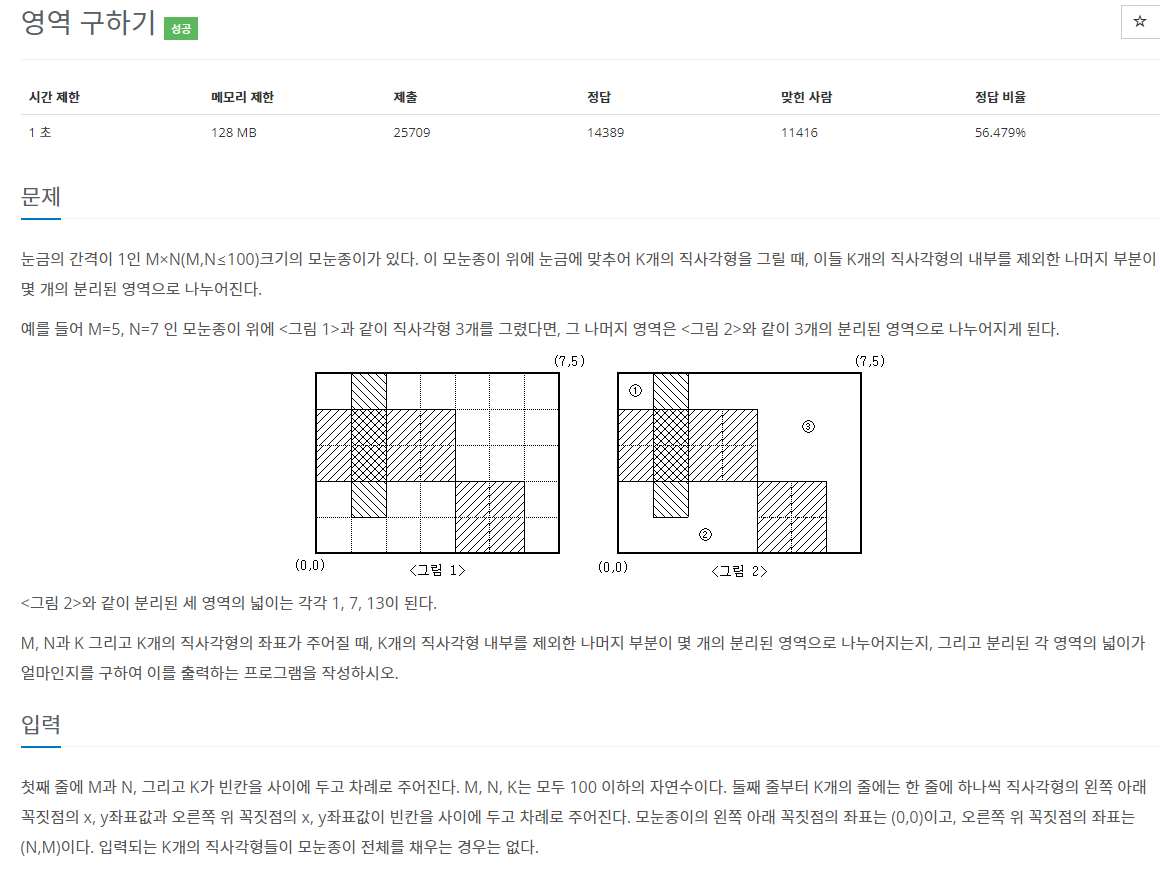 영역 구하기 성공
☆
시간 제한 메모리 제한 제출 정답 맞힌 사람 정답 비율
1 초 128 MB 25709 14389 11416 56.479%
문제
눈금의 간격이 1인 M×N(M,N≤100)크기의 모눈종이가 있다. 이 모눈종이 위에 눈금에 맞추어 K개의 직사각형을 그릴 때, 이들 K개의 직사각형의 내부를 제외한 나머지 부분이
몇 개의 분리된 영역으로 나누어진다.
예를 들어 M=5, N=7 인 모눈종이 위에 <그림 1>과 같이 직사각형 3개를 그렸다면, 그 나머지 영역은 <그림 2>와 같이 3개의 분리된 영역으로 나누어지게 된다.
(7,5) (7,5)
①
③
②
(0,0) <그림 1> (0,0) <그림 2>
<그림 2>와 같이 분리된 세 영역의 넓이는 각각 1, 7, 13이 된다.
M, N과 K 그리고 K개의 직사각형의 좌표가 주어질 때, K개의 직사각형 내부를 제외한 나머지 부분이 몇 개의 분리된 영역으로 나누어지는지, 그리고 분리된 각 영역의 넓이가
얼마인지를 구하여 이를 출력하는 프로그램을 작성하시오.
입력
첫째 줄에 M과 N, 그리고 K가 빈칸을 사이에 두고 차례로 주어진다. M, N, K는 모두 100 이하의 자연수이다. 둘째 줄부터 K개의 줄에는 한 줄에 하나씩 직사각형의 왼쪽 아래
꼭짓점의 x, y좌표값과 오른쪽 위 꼭짓점의 x, y좌표값이 빈칸을 사이에 두고 차례로 주어진다. 모눈종이의 왼쪽 아래 꼭짓점의 좌표는 (0,0)이고, 오른쪽 위 꼭짓점의 좌표는
(N,M)이다. 입력되는 K개의 직사각형들이 모눈종이 전체를 채우는 경우는 없다.